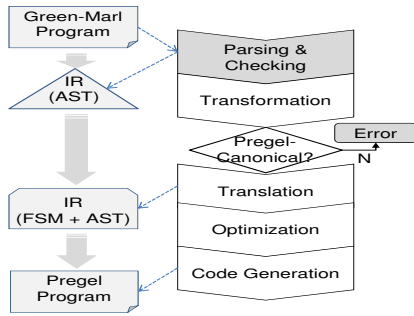 Green-Marl
Program
IR
(AST)
IR
(FSM + AST)
Pregel
Program
Parsing &
Checking
Transformation
Pregel-
Canonical?
Error
N
Translation
Optimization
Code Generation